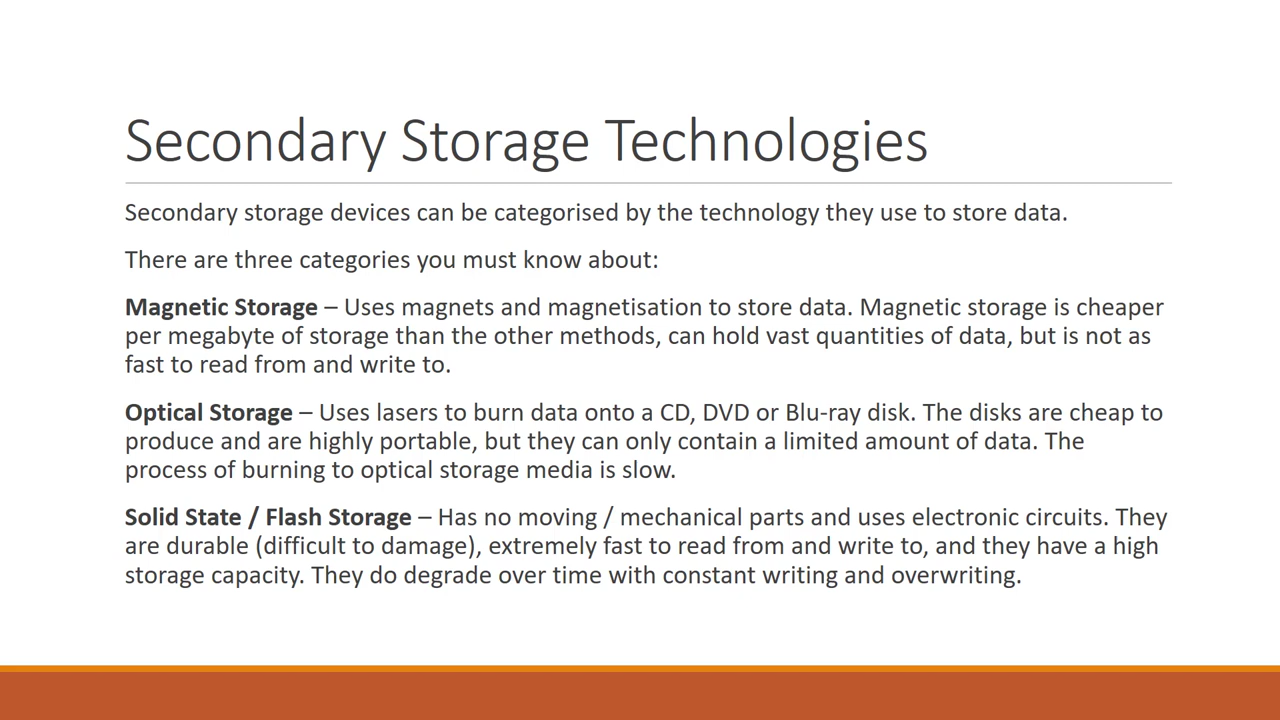 Secondary Storage Technologies
Secondary storage devices can be categorised by the technology they use to store data.
There are three categories you must know about:
Magnetic Storage – Uses magnets and magnetisation to store data. Magnetic storage is cheaper
per megabyte of storage than the other methods, can hold vast quantities of data, but is not as
fast to read from and write to.
Optical Storage – Uses lasers to burn data onto a CD, DVD or Blu-ray disk. The disks are cheap to
produce and are highly portable, but they can only contain a limited amount of data. The
process of burning to optical storage media is slow.
Solid State / Flash Storage – Has no moving / mechanical parts and uses electronic circuits. They
are durable (difficult to damage), extremely fast to read from and write to, and they have a high
storage capacity. They do degrade over time with constant writing and overwriting.